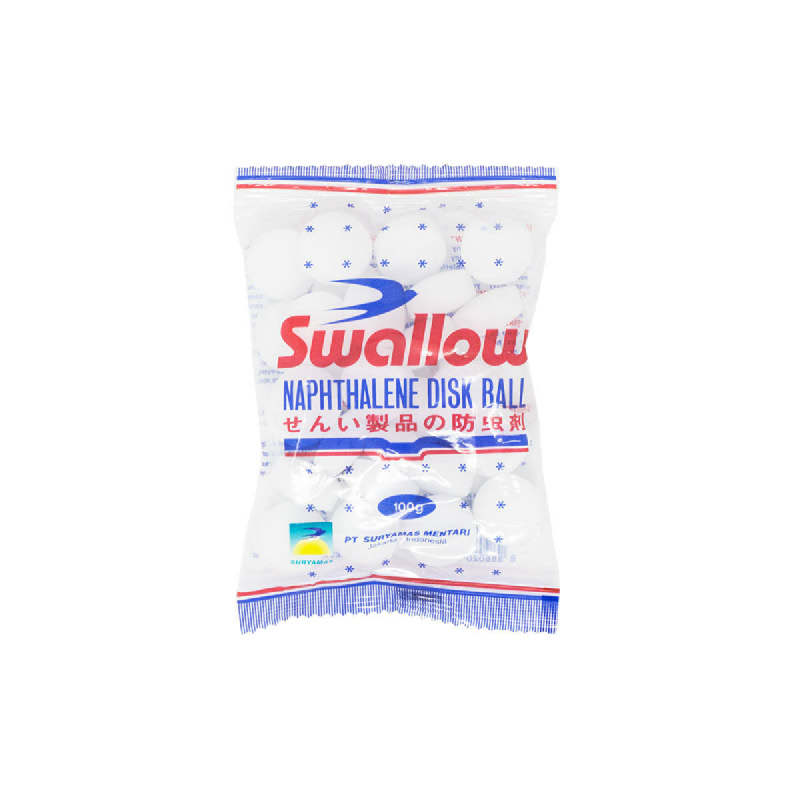 Swallow
NAPHTHALENE DISK BALL
せんい製品の防虫剤
100g
PT SURYAMAS MENTARI
Jakarta - Indonesia
SURYAMAS